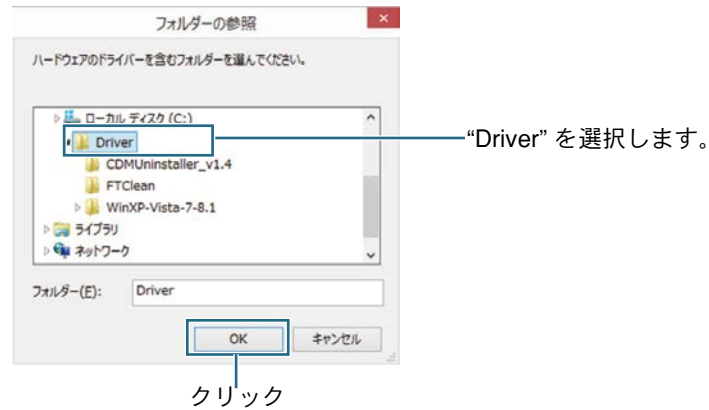 フォルダーの参照
ハードウェアのドライバーを含むフォルダーを選んでください。
ローカル ディスク (C:)
Driver
“Driver” を選択します。
CDMUninstaller_v1.4
FTClean
WinXP-Vista-7-8.1
ライブラリ
ネットワーク
フォルダー(E): Driver
OK キャンセル
クリック